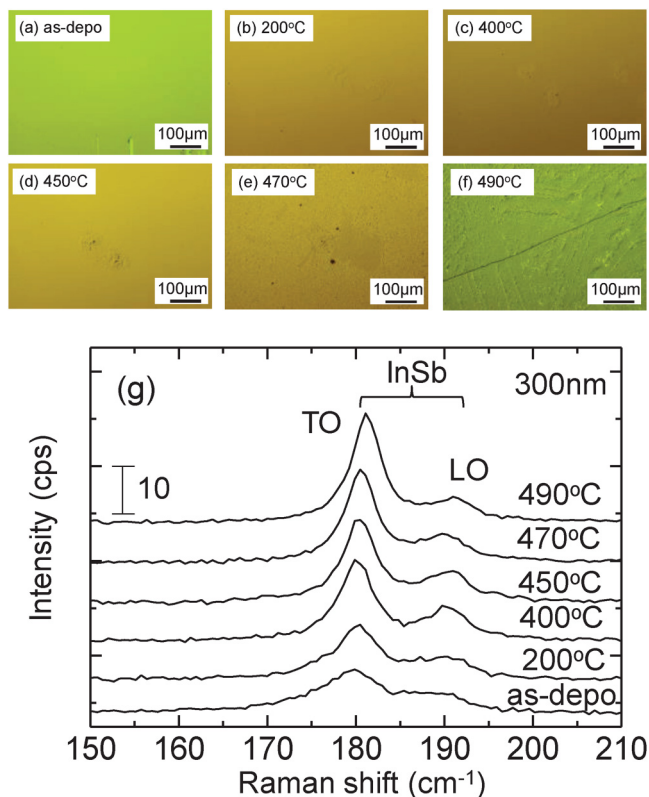 (a) as-depo
100μm
(b) 200°C
100μm
(c) 400°C
100μm
(d) 450°C
100μm
(e) 470°C
100μm
(f) 490°C
100μm
(g)
InSb
300nm
TO
LO
10
490°C
470°C
450°C
400°C
200°C
as-depo
Intensity (cps)
150 160 170 180 190 200 210
Raman shift (cm⁻¹)